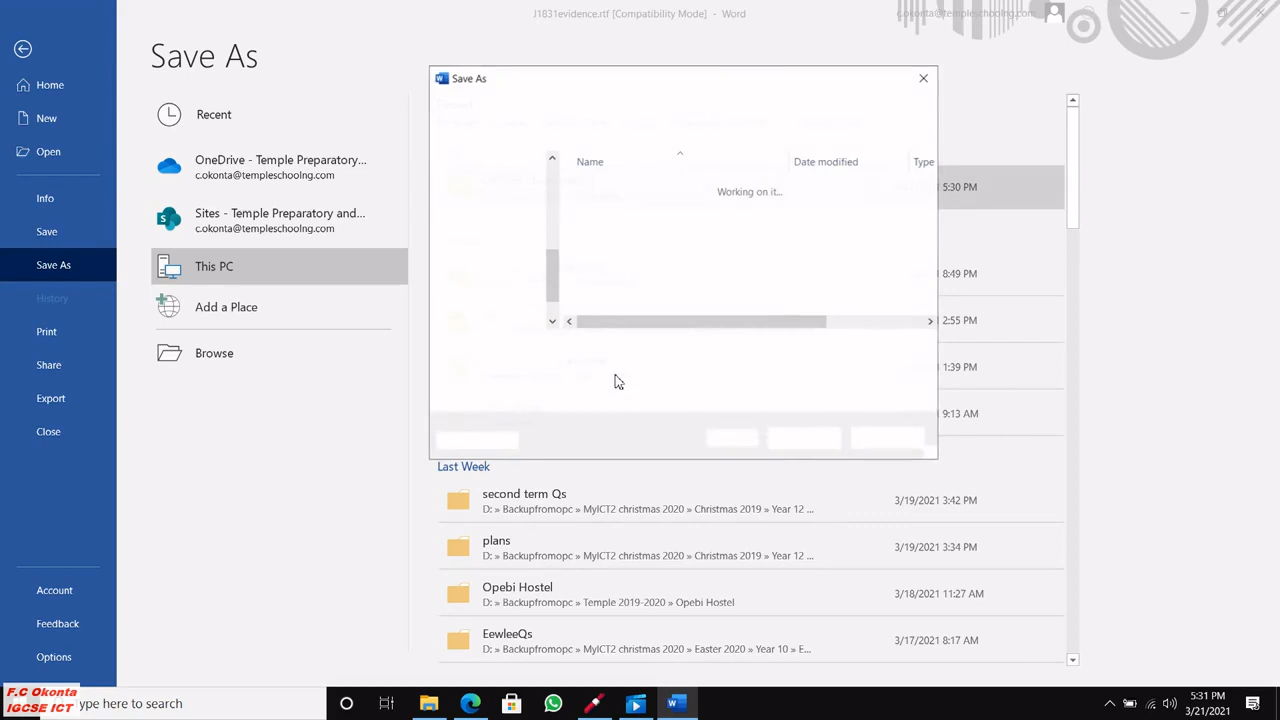 J1831evidence.rtf [Compatibility Mode] - Word
c.okonta@templeschoolng.com
Save As
Home
New
Open
Info
Save
Save As
History
Print
Share
Export
Close
Account
Feedback
Options
Recent
OneDrive - Temple Preparatory...
c.okonta@templeschoolng.com
Sites - Temple Preparatory and...
c.okonta@templeschoolng.com
This PC
Add a Place
Browse
Save As
Name
Date modified
Type
Working on it...
5:30 PM
8:49 PM
2:55 PM
1:39 PM
9:13 AM
Last Week
second term Qs
3/19/2021 3:42 PM
D: » Backupfromopc » MyICT2 christmas 2020 » Christmas 2019 » Year 12 ...
plans
3/19/2021 3:34 PM
D: » Backupfromopc » MyICT2 christmas 2020 » Christmas 2019 » Year 12 ...
Opebi Hostel
3/18/2021 11:27 AM
D: » Backupfromopc » Temple 2019-2020 » Opebi Hostel
EewleeQs
3/17/2021 8:17 AM
D: » Backupfromopc » MyICT2 christmas 2020 » Easter 2020 » Year 10 » E...
F.C Okonta
IGCSE ICT
ype here to search
5:31 PM
3/21/2021